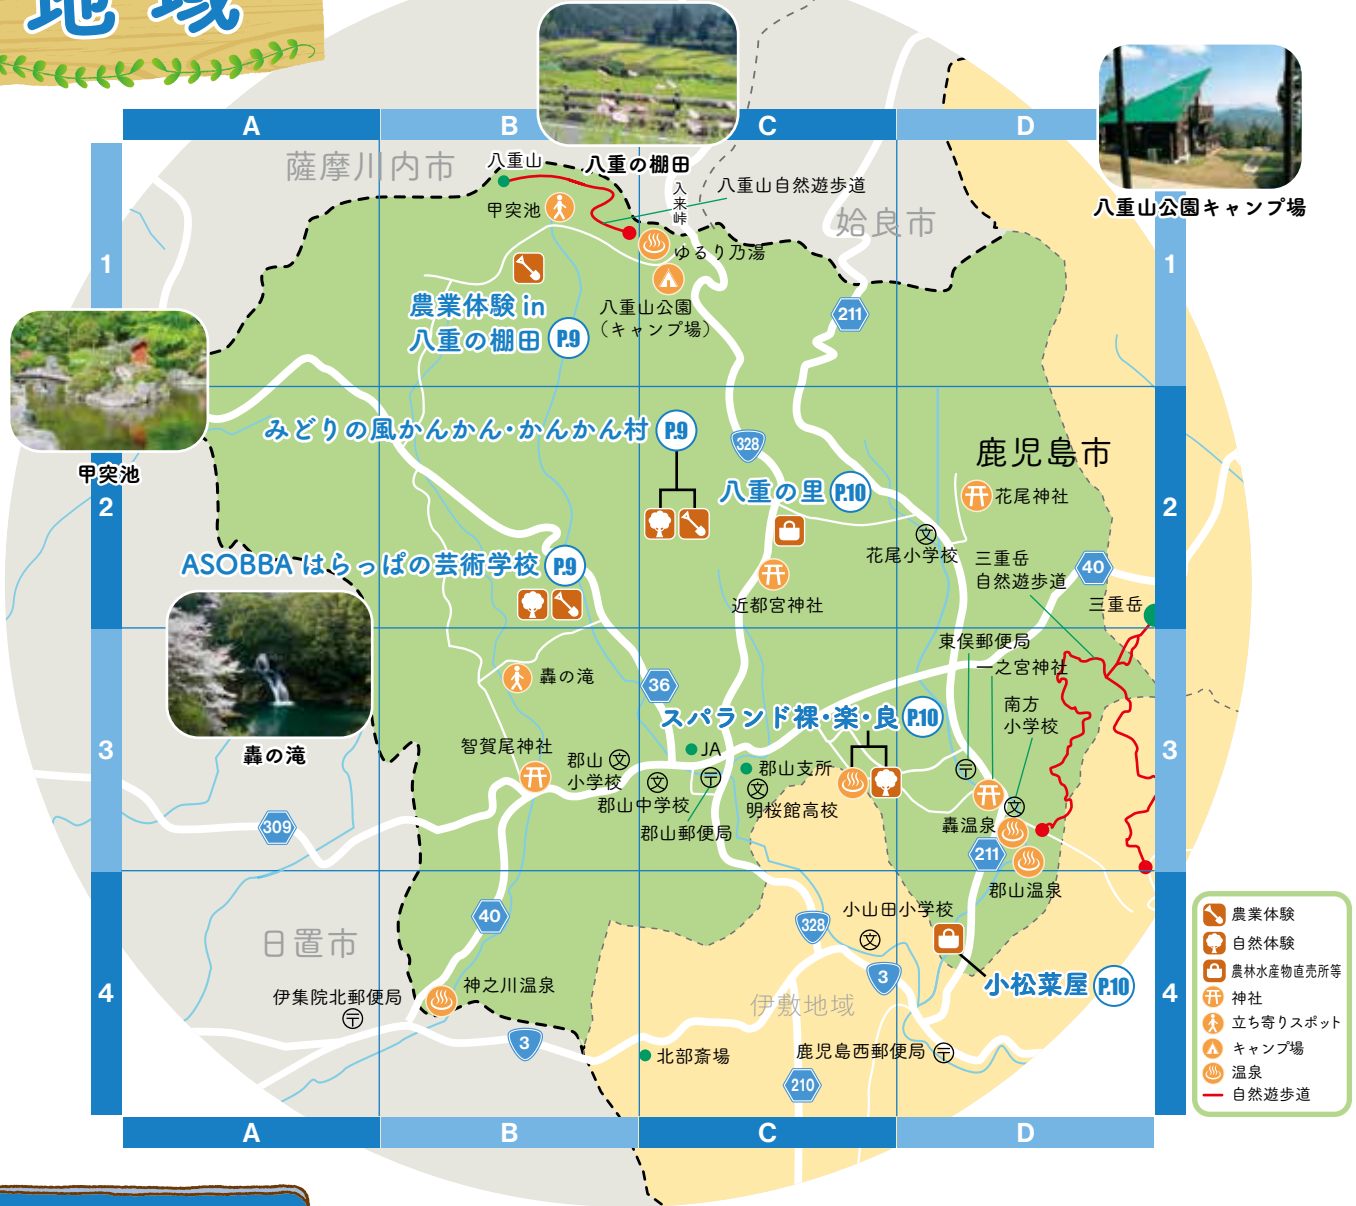 地域
A
B
C
D
薩摩川内市
八重山
八重の棚田
入来峠
八重山自然遊歩道
姶良市
八重山公園キャンプ場
甲突池
ゆるり乃湯
1
1
農業体験 in
八重の棚田 P.9
八重山公園
（キャンプ場）
211
みどりの風かんかん・かんかん村 P.9
328
鹿児島市
甲突池
八重の里 P.10
花尾神社
2
2
花尾小学校
三重岳
自然遊歩道
40
ASOBBA はらっぱの芸術学校 P.9
近都宮神社
三重岳
東俣郵便局
一之宮神社
轟の滝
36
南方
小学校
スパランド裸・楽・良 P.10
轟の滝
智賀尾神社
郡山
小学校
JA
郡山支所
3
3
郡山中学校
明桜館高校
郡山郵便局
轟温泉
309
211
郡山温泉
40
328
小山田小学校
日置市
3
小松菜屋 P.10
神之川温泉
伊集院北郵便局
伊敷地域
4
4
3
北部斎場
鹿児島西郵便局
210
農業体験
自然体験
農林水産物直売所等
神社
立ち寄りスポット
キャンプ場
温泉
自然遊歩道
A
B
C
D